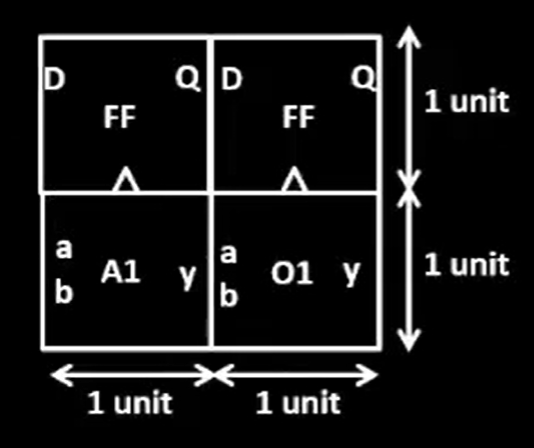 D Q D Q
FF FF
1 unit
a A1 y a O1 y
b b
1 unit
1 unit 1 unit